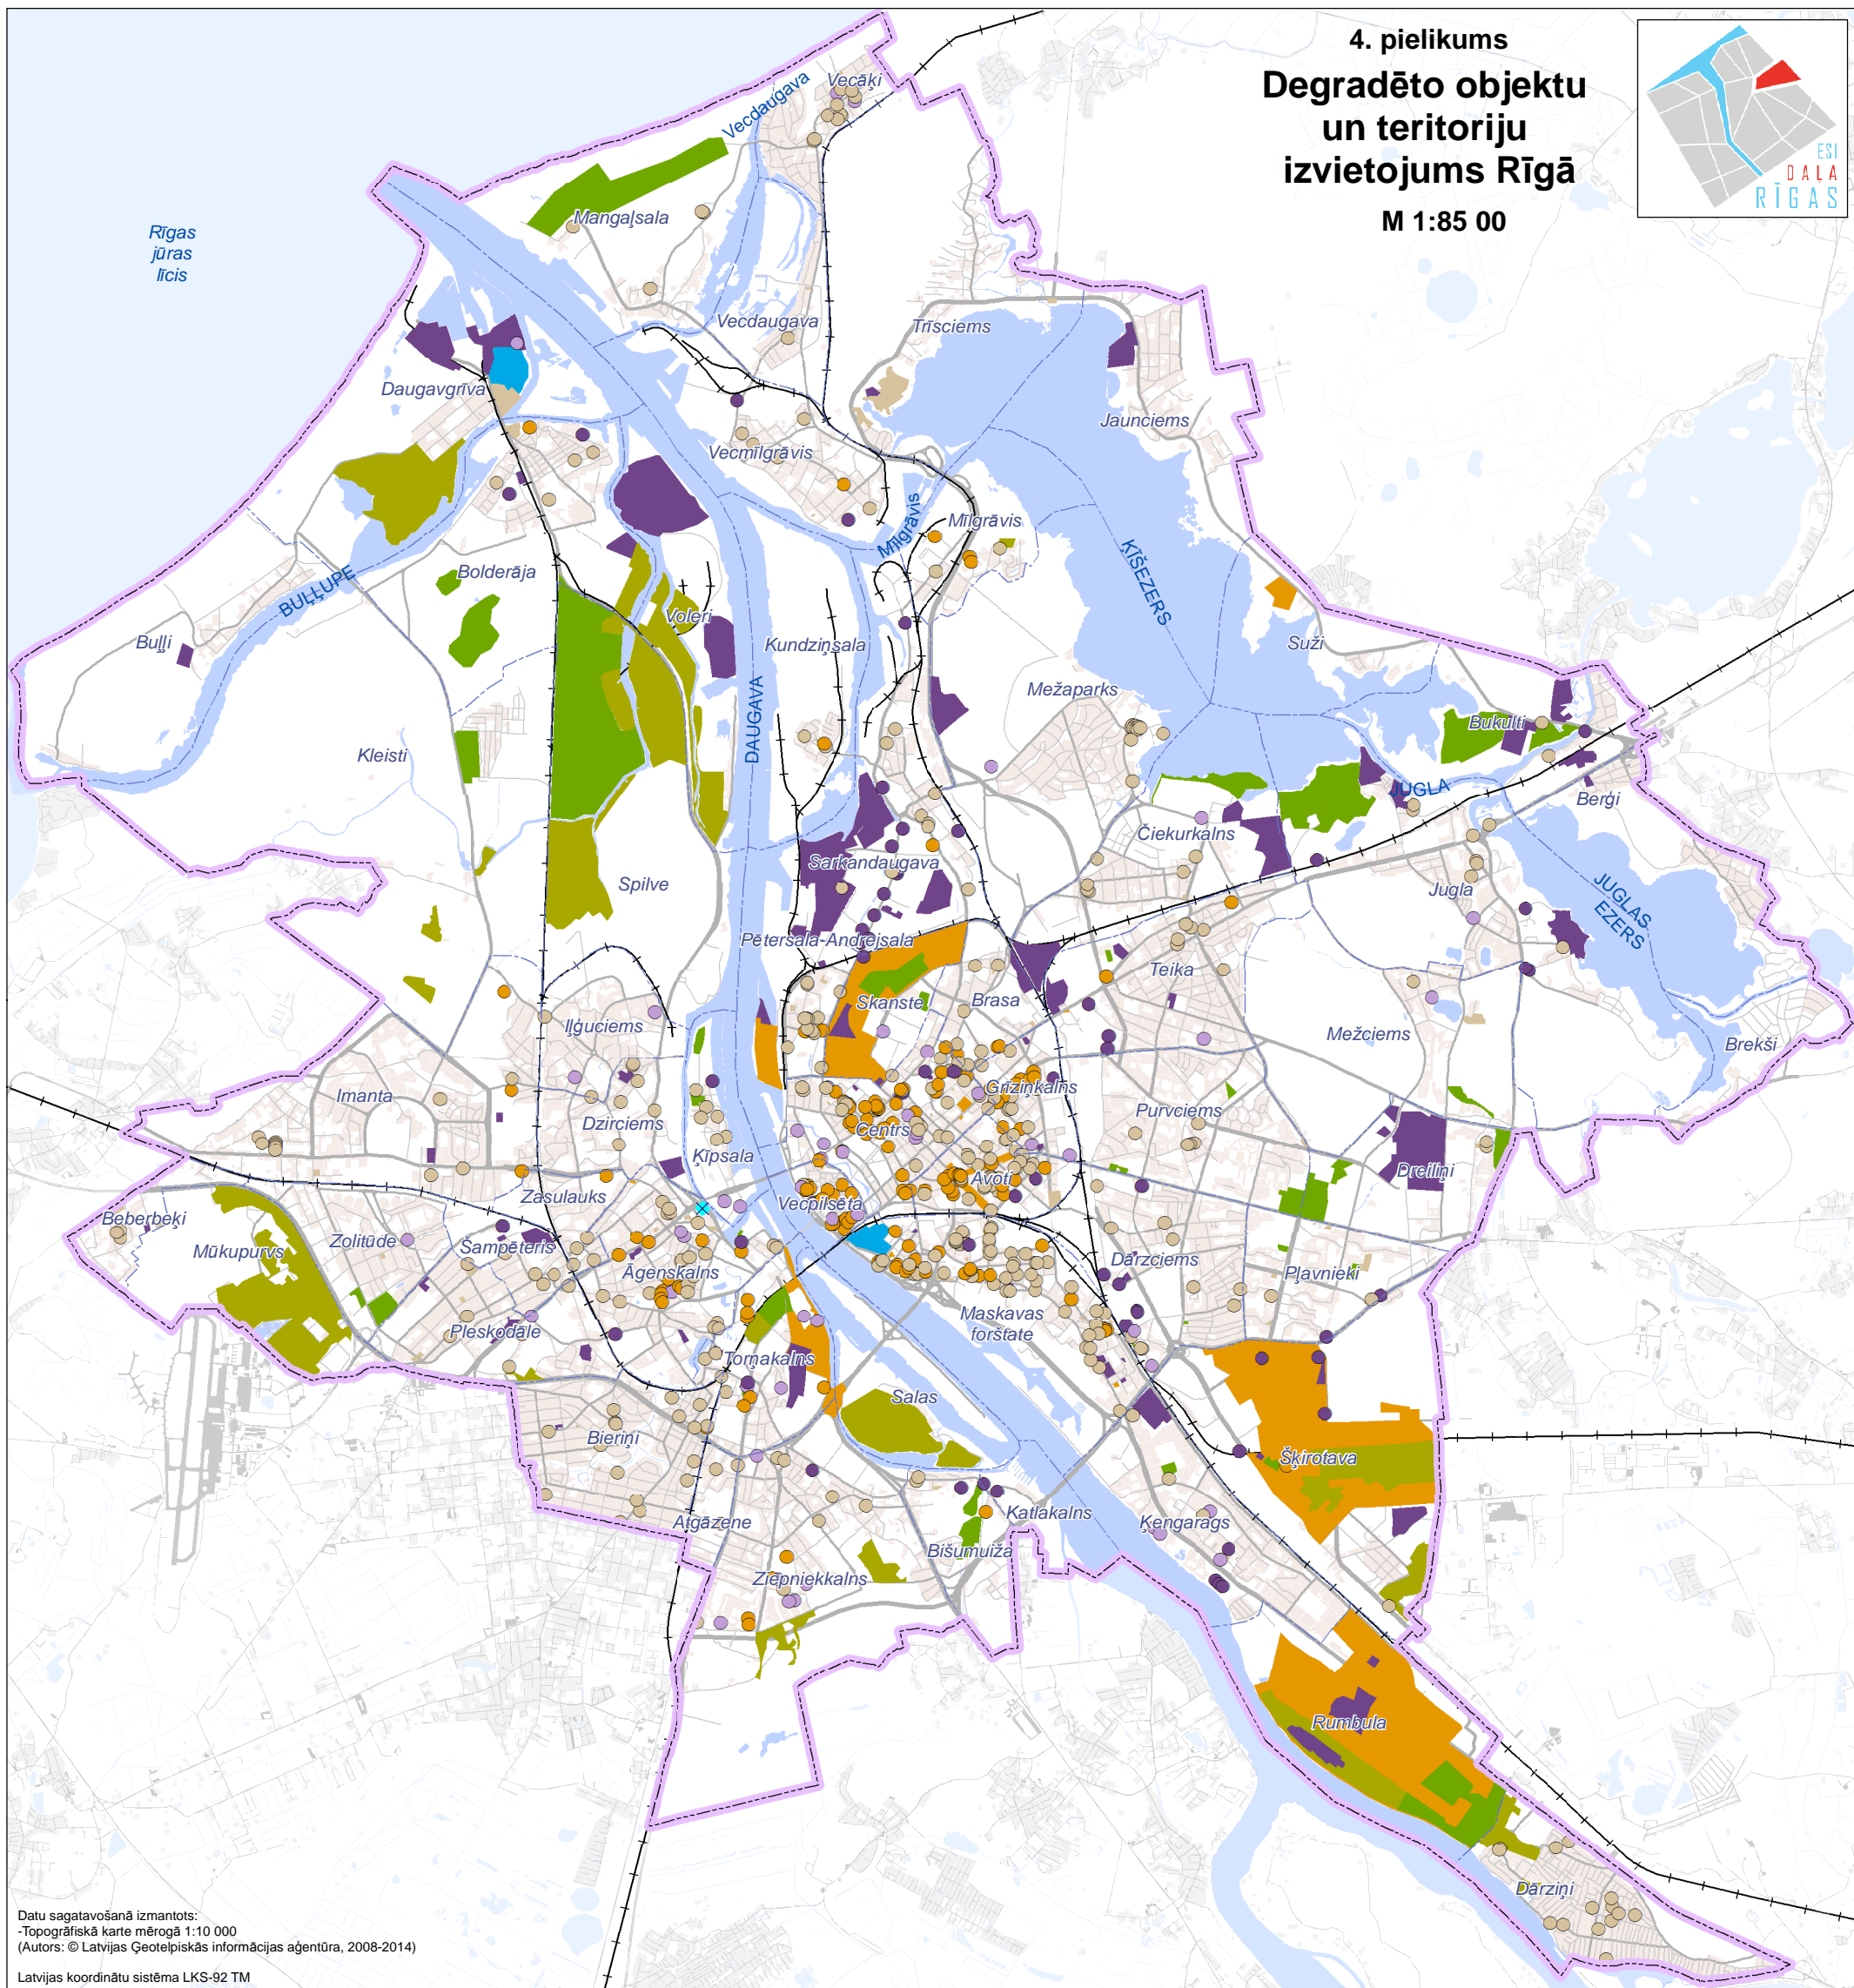 4. pielikums
Degradēto objektu
un teritoriju
izvietojums Rīgā
M 1:85 00
ESI
DAĻA
RĪGAS
Rīgas
jūras
līcis
Vecāķi
Vecdaugava
Mangaļsala
Vecdaugava
Trīsciems
Daugavgrīva
Jaunciems
Vecmīlgrāvis
Mīlgrāvis
Mīlgrāvis
ĶĪŠEZERS
Bolderāja
BUĻĻUPE
Voleri
Buļļi
Kundziņsala
Suži
Mežaparks
DAUGAVA
Bukulti
Kleisti
JUGLA
Berģi
Čiekurkalns
Sarkandaugava
Spilve
Jugla
JUGLAS
EZERS
Pētersala-Andrejsala
Teika
Skanste
Brasa
Iļģuciems
Mežciems
Brekši
Imanta
Grīziņkalns
Purvciems
Dzirciems
Centrs
Ķīpsala
Dreiliņi
Avoti
Zasulauks
Vecpilsēta
Beberbeķi
Mūkupurvs
Zolitūde
Šampēteris
Dārzciems
Āgenskalns
Pļavnieki
Maskavas
forštate
Pleskodāle
Torņakalns
Salas
Bieriņi
Šķirotava
Katlakalns
Atgāzene
Ķengarags
Bišumuiža
Ziepniekkalns
Rumbula
Dārziņi
Datu sagatavošanā izmantots:
-Topogrāfiskā karte mērogā 1:10 000
(Autors: © Latvijas Ģeotelpiskās informācijas aģentūra, 2008-2014)
Latvijas koordinātu sistēma LKS-92 TM